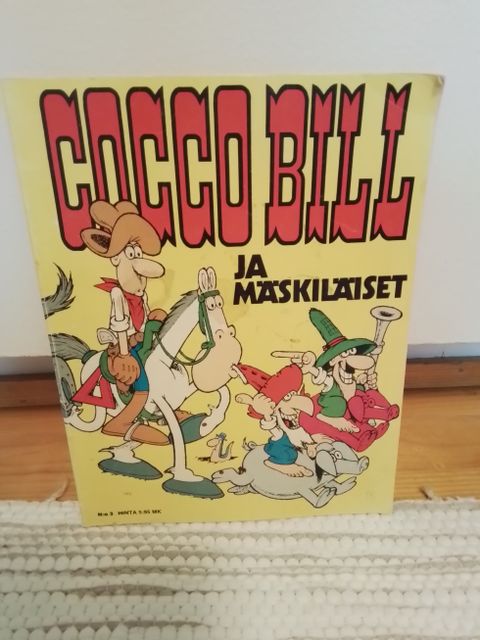 COCCO BILL
JA
MÄSKILÄISET
N:o 3 HINTA 5:95 MK